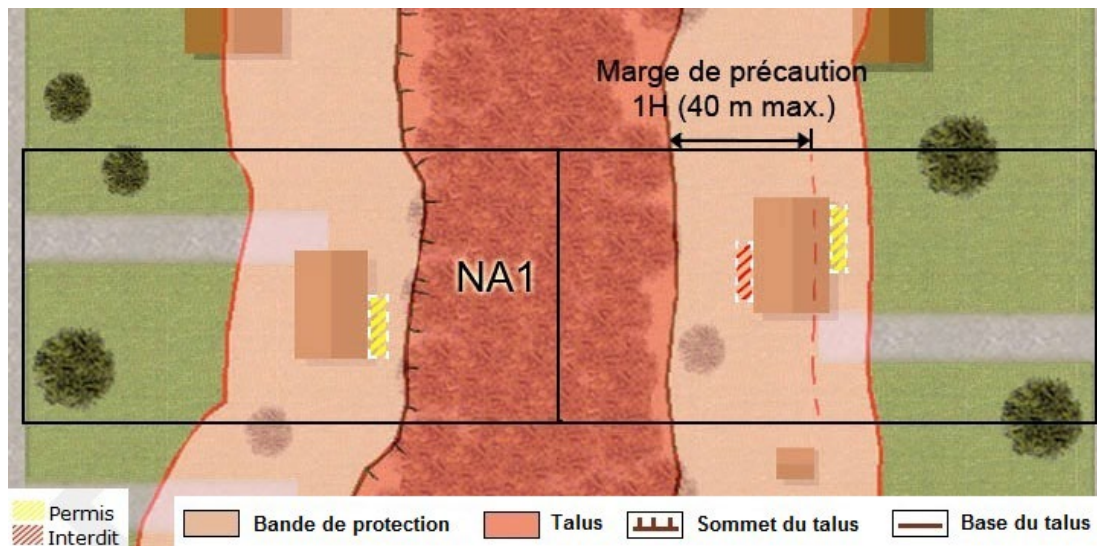 Marge de précaution
1H (40 m max.)
NA1
Permis
Interdit
Bande de protection
Talus
Sommet du talus
Base du talus